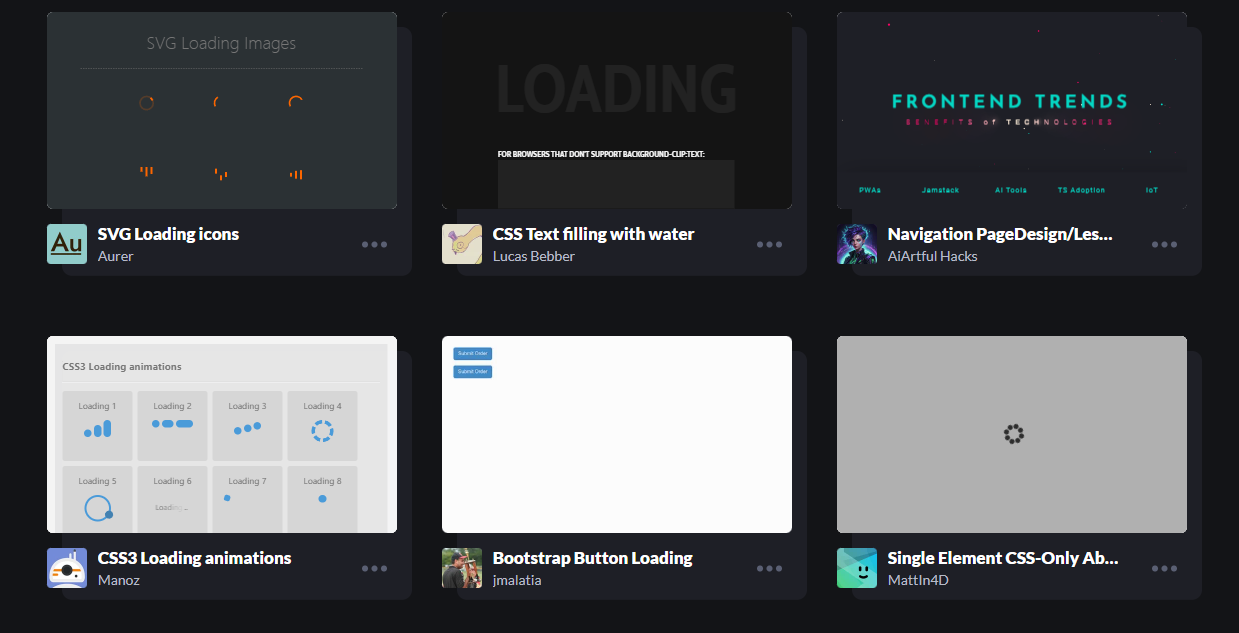 SVG Loading Images
LOADING
FOR BROWSERS THAT DON'T SUPPORT BACKGROUND-CLIP:TEXT:
FRONTEND TRENDS
BENEFITS of TECHNOLOGIES
PWAs Jamstack AI Tools TS Adoption IoT
Au
SVG Loading icons
Aurer
CSS Text filling with water
Lucas Bebber
Navigation PageDesign/Les...
AiArtful Hacks
CSS3 Loading animations
Loading 1 Loading 2 Loading 3 Loading 4
Loading 5 Loading 6 Loading 7 Loading 8
Loading...
Submit Order
Submit Order
CSS3 Loading animations
Manoz
Bootstrap Button Loading
jmalatia
Single Element CSS-Only Ab...
MattIn4D